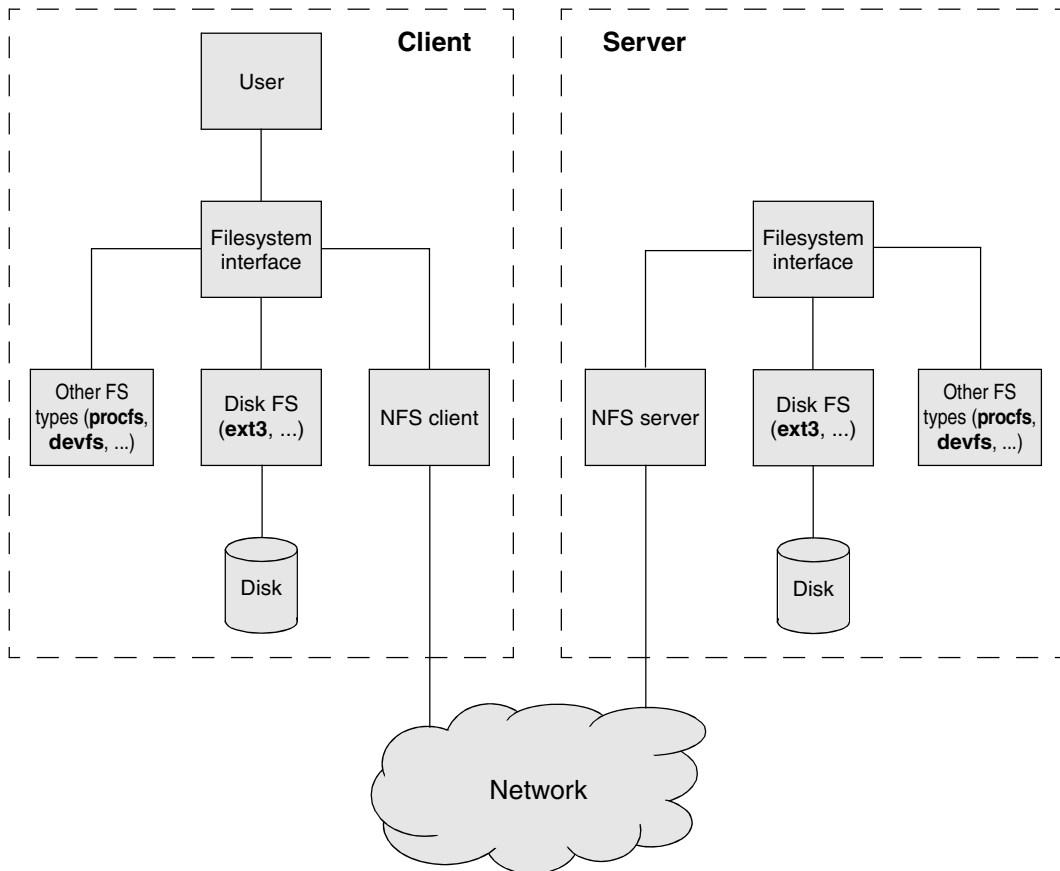 Client
User
Filesystem
interface
Other FS
types (procfs,
devfs, ...)
Disk FS
(ext3, ...)
NFS client
Disk
Server
Filesystem
interface
NFS server
Disk FS
(ext3, ...)
Other FS
types (procfs,
devfs, ...)
Disk
Network